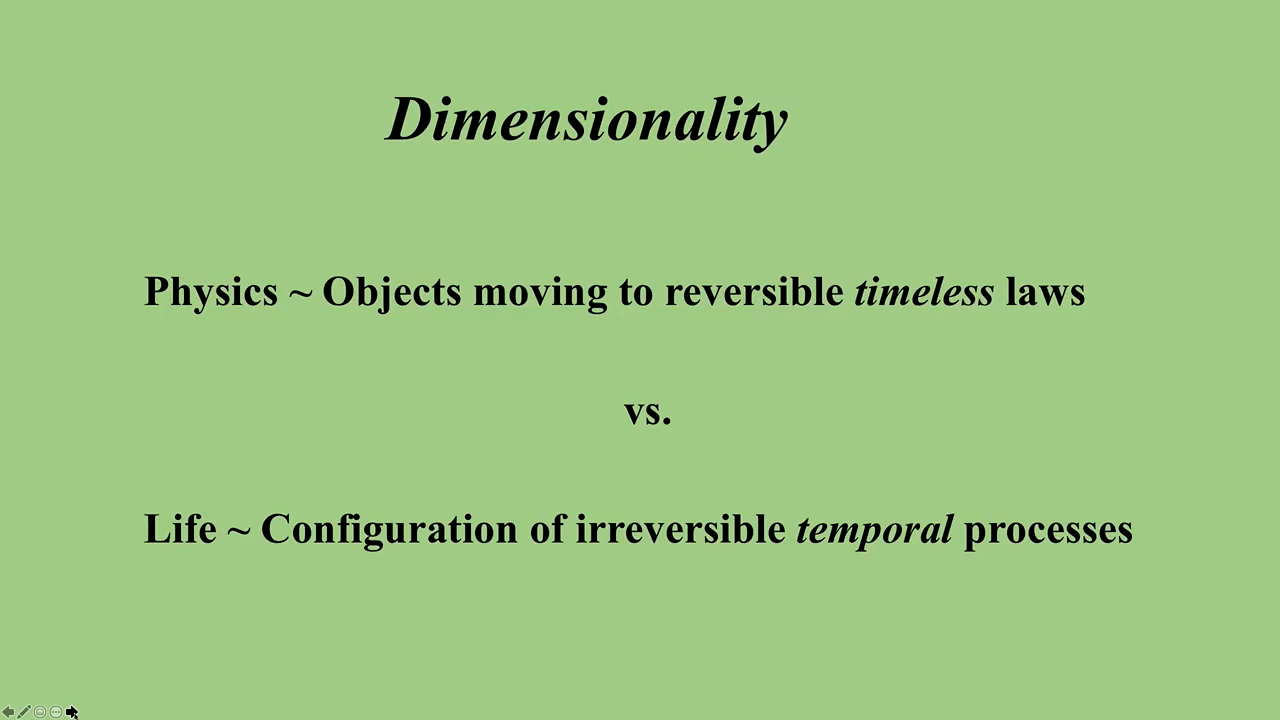 Dimensionality
Physics ~ Objects moving to reversible timeless laws
vs.
Life ~ Configuration of irreversible temporal processes